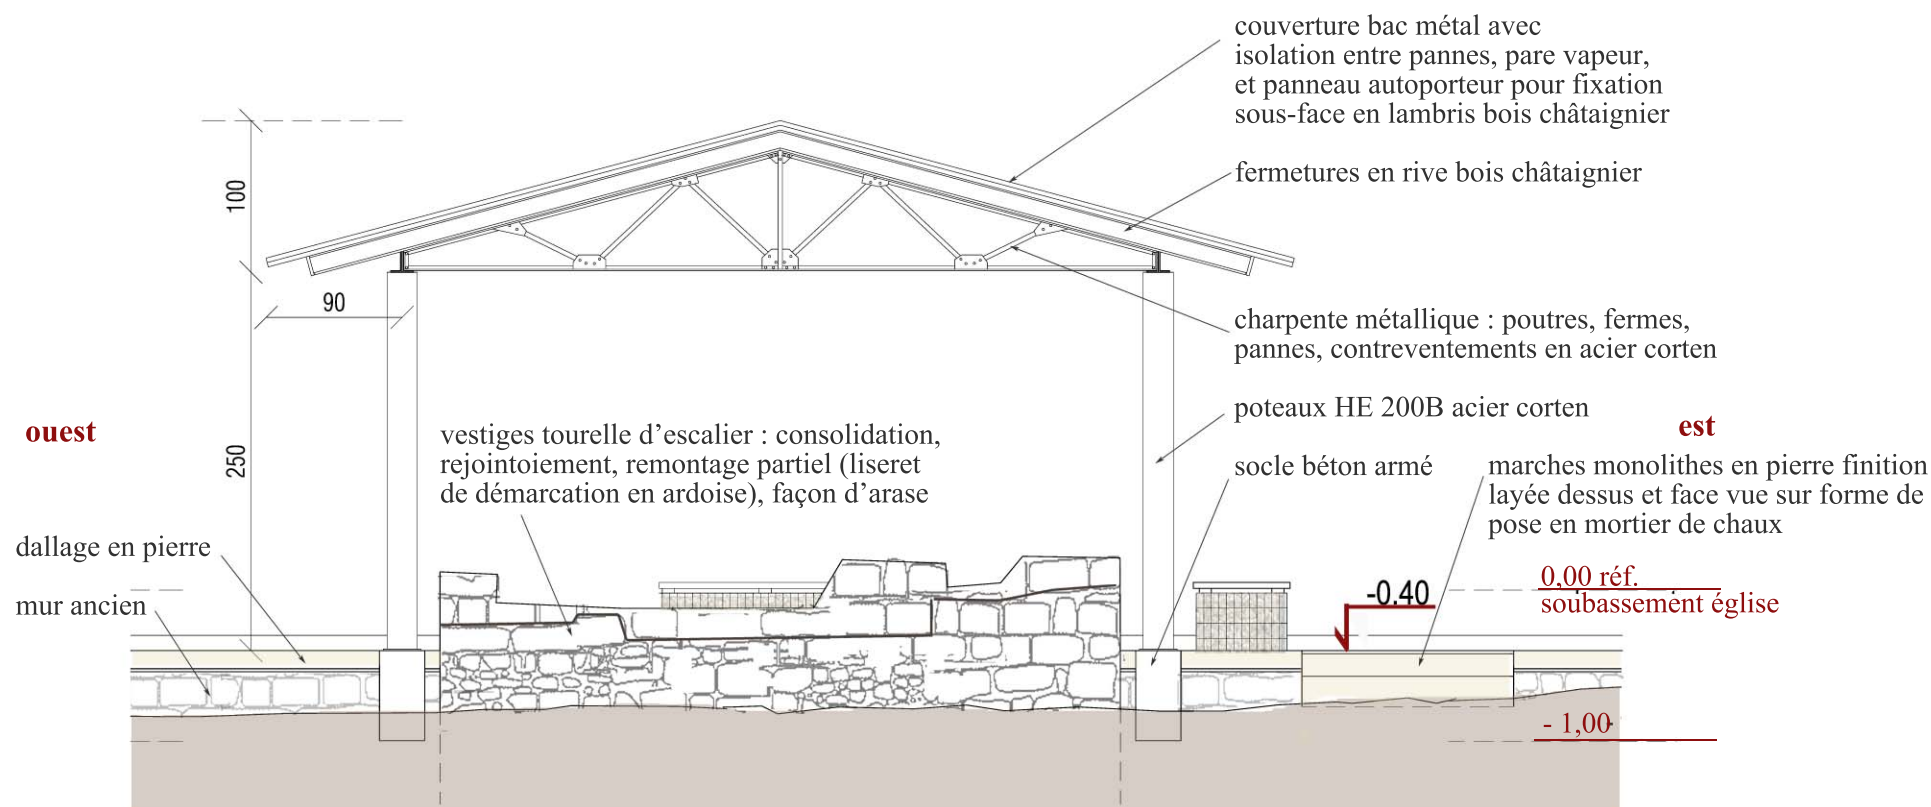 couverture bac métal avec
isolation entre pannes, pare vapeur,
et panneau autoporteur pour fixation
sous-face en lambris bois châtaignier
fermetures en rive bois châtaignier
100
90
charpente métallique : poutres, fermes,
pannes, contreventements en acier corten
poteaux HE 200B acier corten
ouest
est
250
vestiges tourelle d’escalier : consolidation,
rejointoiement, remontage partiel (liseret
de démarcation en ardoise), façon d’arase
socle béton armé
marches monolithes en pierre finition
layée dessus et face vue sur forme de
pose en mortier de chaux
dallage en pierre
mur ancien
-0.40
0,00 réf.
soubassement église
- 1,00